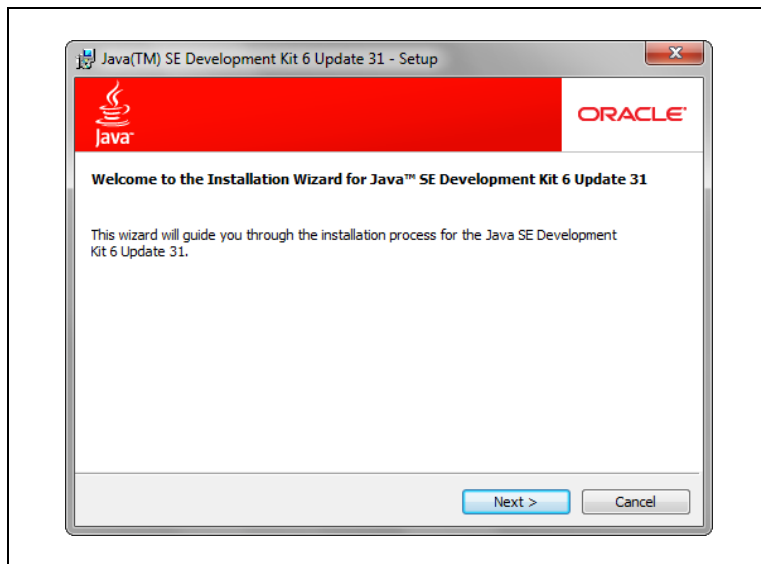 Java(TM) SE Development Kit 6 Update 31 - Setup
Java™
ORACLE®
Welcome to the Installation Wizard for Java™ SE Development Kit 6 Update 31
This wizard will guide you through the installation process for the Java SE Development
Kit 6 Update 31.
Next >
Cancel